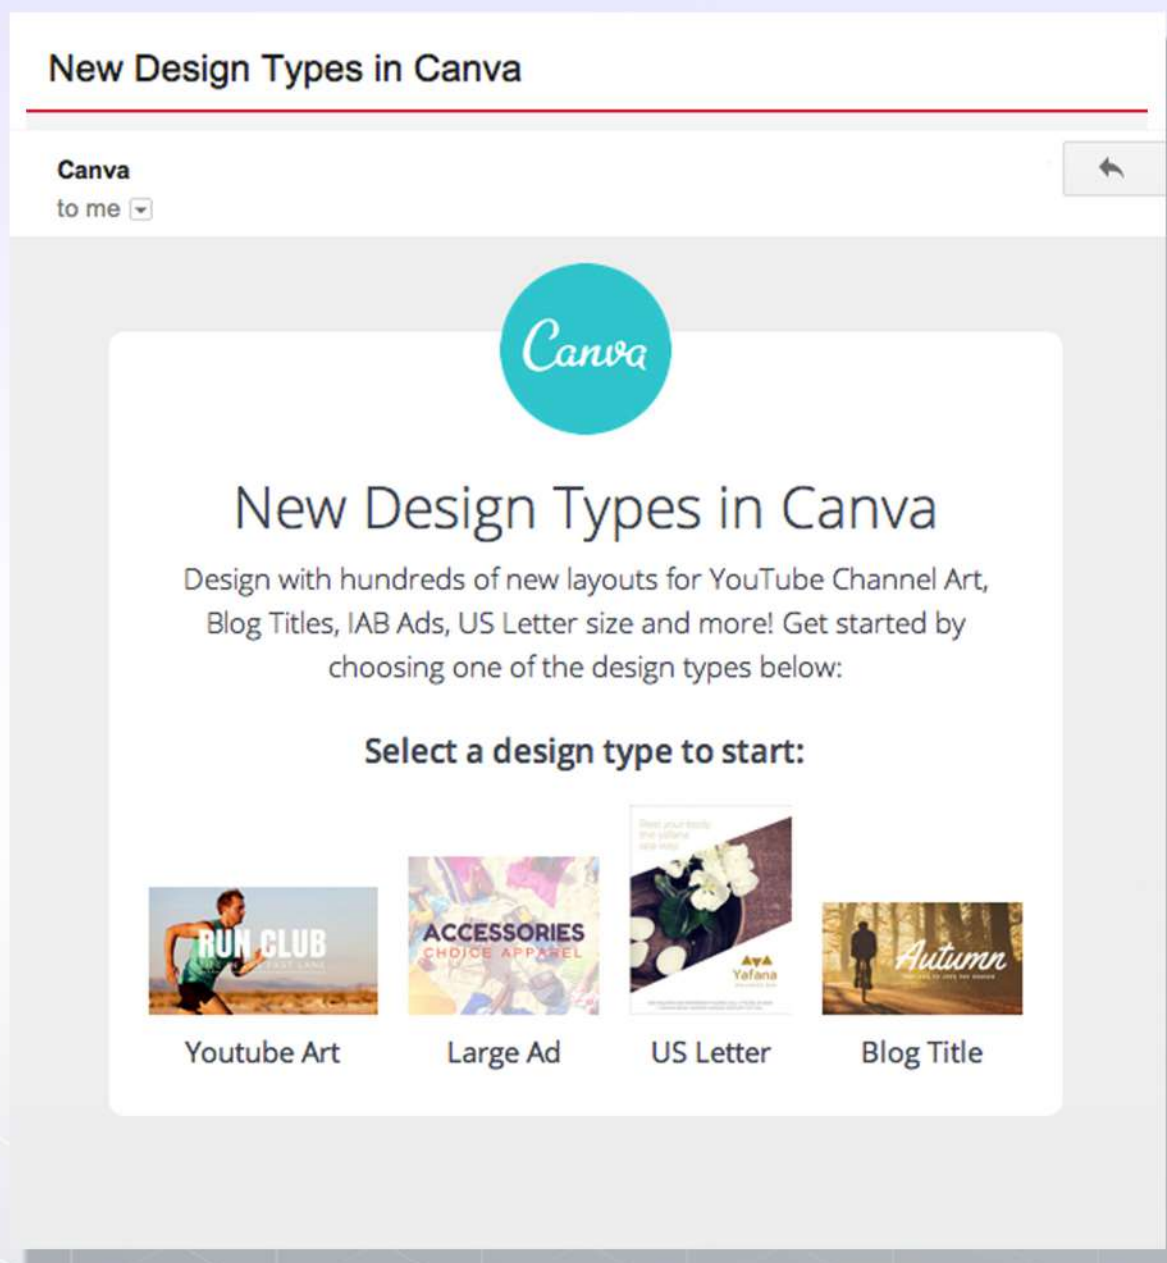 New Design Types in Canva
Canva
to me
Canva
New Design Types in Canva
Design with hundreds of new layouts for YouTube Channel Art,
Blog Titles, IAB Ads, US Letter size and more! Get started by
choosing one of the design types below:
Select a design type to start:
RUN CLUB
ACCESSORIES
CHOICE APPAREL
Yafana
Autumn
Youtube Art
Large Ad
US Letter
Blog Title